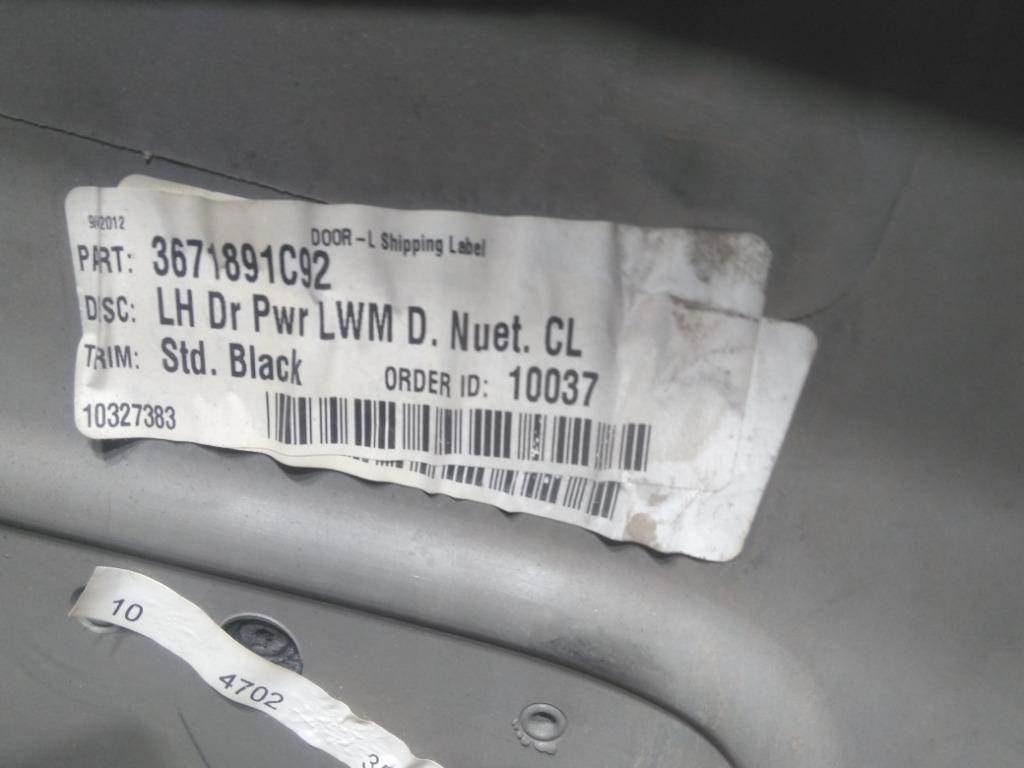 9/2012
DOOR-L Shipping Label
PART: 3671891C92
DISC: LH Dr Pwr LWM D. Nuet. CL
TRIM: Std. Black ORDER ID: 10037
10327383
10
4702